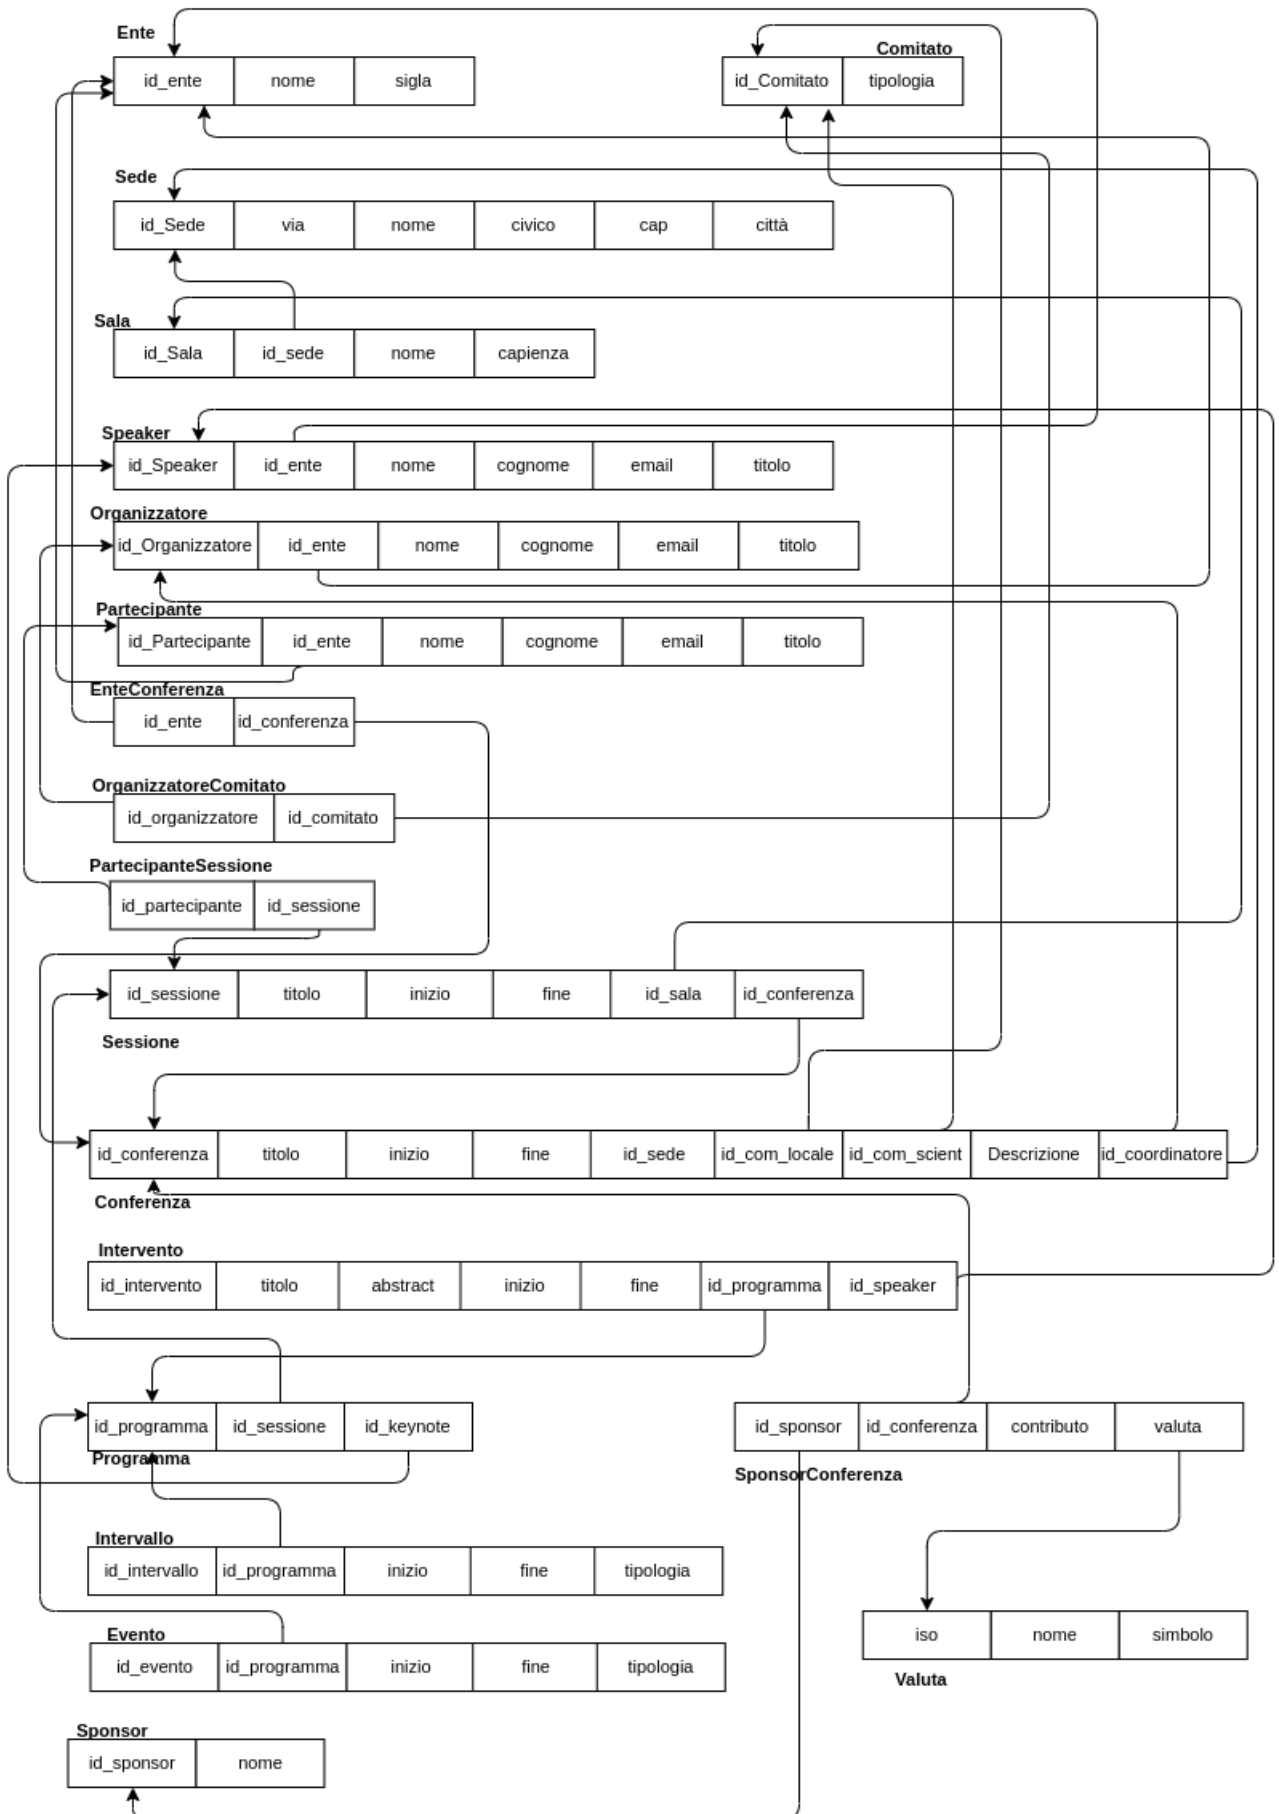 Ente
Comitato
id_ente nome sigla
id_Comitato tipologia
Sede
id_Sede via nome civico cap città
Sala
id_Sala id_sede nome capienza
Speaker
id_Speaker id_ente nome cognome email titolo
Organizzatore
id_Organizzatore id_ente nome cognome email titolo
Partecipante
id_Partecipante id_ente nome cognome email titolo
EnteConferenza
id_ente id_conferenza
OrganizzatoreComitato
id_organizzatore id_comitato
PartecipanteSessione
id_partecipante id_sessione
id_sessione titolo inizio fine id_sala id_conferenza
Sessione
id_conferenza titolo inizio fine id_sede id_com_locale id_com_scient Descrizione id_coordinatore
Conferenza
Intervento
id_intervento titolo abstract inizio fine id_programma id_speaker
id_programma id_sessione id_keynote
Programma
id_sponsor id_conferenza contributo valuta
SponsorConferenza
Intervallo
id_intervallo id_programma inizio fine tipologia
iso nome simbolo
Valuta
Evento
id_evento id_programma inizio fine tipologia
Sponsor
id_sponsor nome